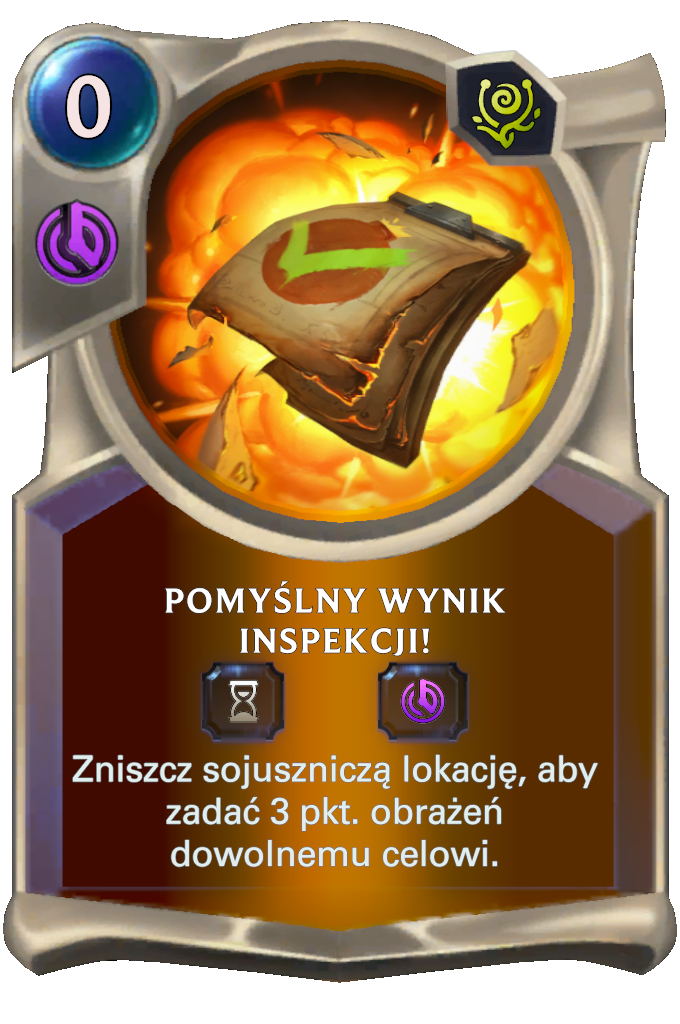 0
POMYŚLNY WYNIK
INSPEKCJI!
Zniszcz sojuszniczą lokację, aby
zadać 3 pkt. obrażeń
dowolnemu celowi.